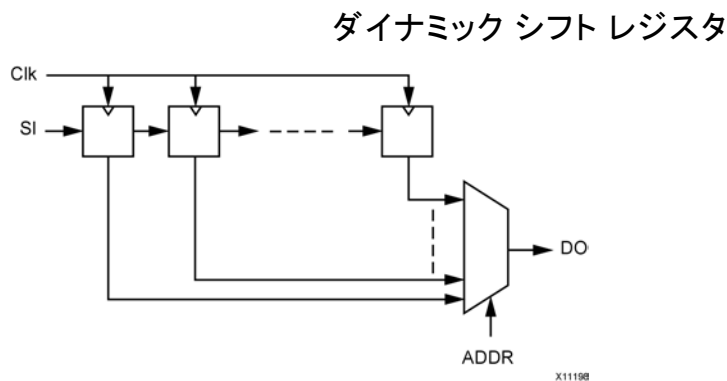 ダイナミック シフト レジスタ
Clk
SI
DO
ADDR
X11198